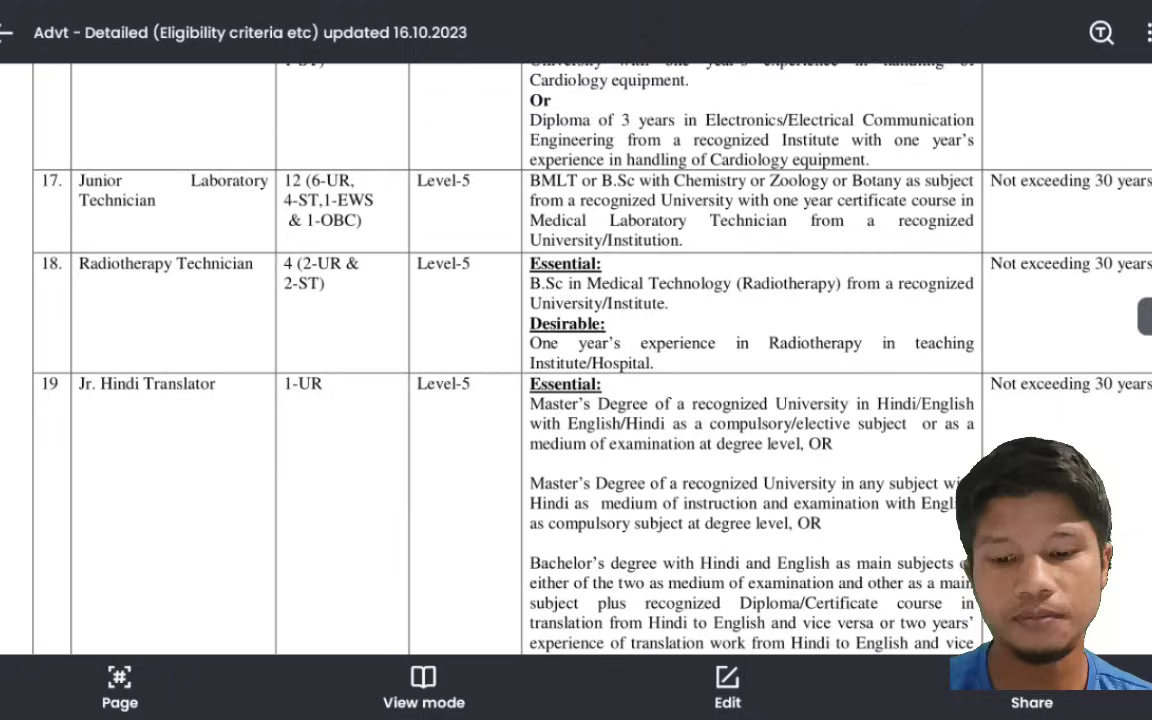 Advt - Detailed (Eligibility criteria etc) updated 16.10.2023
Cardiology equipment.
Or
Diploma of 3 years in Electronics/Electrical Communication
Engineering from a recognized Institute with one year's
experience in handling of Cardiology equipment.
17. Junior Laboratory Technician
12 (6-UR, 4-ST,1-EWS & 1-OBC)
Level-5
BMLT or B.Sc with Chemistry or Zoology or Botany as subject
from a recognized University with one year certificate course in
Medical Laboratory Technician from a recognized
University/Institution.
Not exceeding 30 years
18. Radiotherapy Technician
4 (2-UR & 2-ST)
Level-5
Essential:
B.Sc in Medical Technology (Radiotherapy) from a recognized
University/Institute.
Desirable:
One year's experience in Radiotherapy in teaching
Institute/Hospital.
Not exceeding 30 years
19 Jr. Hindi Translator
1-UR
Level-5
Essential:
Master's Degree of a recognized University in Hindi/English
with English/Hindi as a compulsory/elective subject or as a
medium of examination at degree level, OR
Master's Degree of a recognized University in any subject
Hindi as medium of instruction and examination with
as compulsory subject at degree level, OR
Bachelor's degree with Hindi and English as main subjects
either of the two as medium of examination and other as a main
subject plus recognized Diploma/Certificate course in
translation from Hindi to English and vice versa or two years'
experience of translation work from Hindi to English and vice
Not exceeding 30 years
Page
View mode
Edit
Share